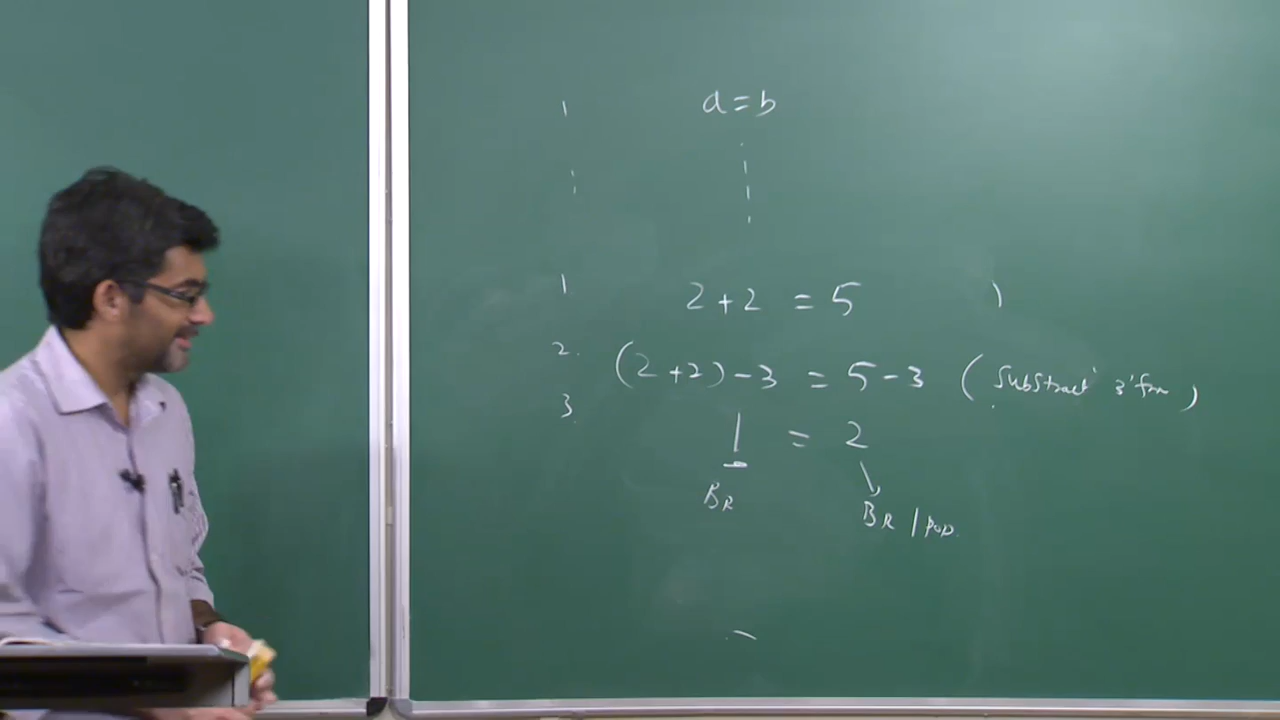 1 a = b
1 2 + 2 = 5 )
2. (2 + 2) - 3 = 5 - 3 (Substract '3' from)
3. 1 = 2
BR BR / POP.